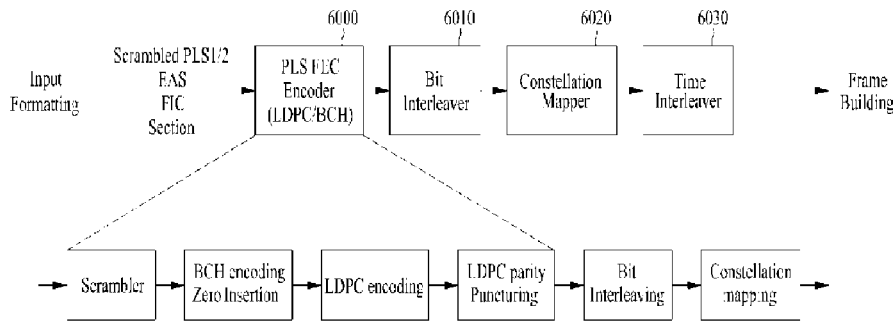 6000
6010
6020
6030
Input
Formatting
Scrambled PLS1/2
EAS
FIC
Section
PLS FEC
Encoder
(LDPC/BCH)
Bit
Interleaver
Constellation
Mapper
Time
Interleaver
Frame
Building
Scrambler
BCH encoding
Zero Insertion
LDPC encoding
LDPC parity
Puncturing
Bit
Interleaving
Constellation
mapping